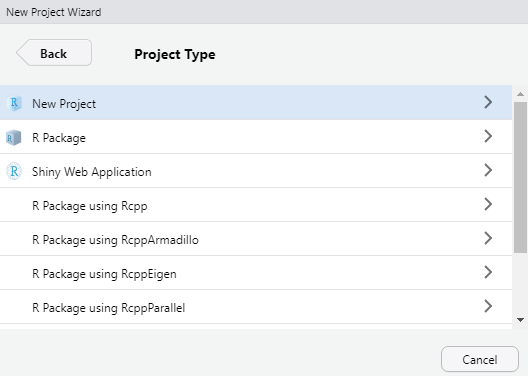 New Project Wizard
Back
Project Type
R New Project
R R Package
R Shiny Web Application
R Package using Rcpp
R Package using RcppArmadillo
R Package using RcppEigen
R Package using RcppParallel
Cancel